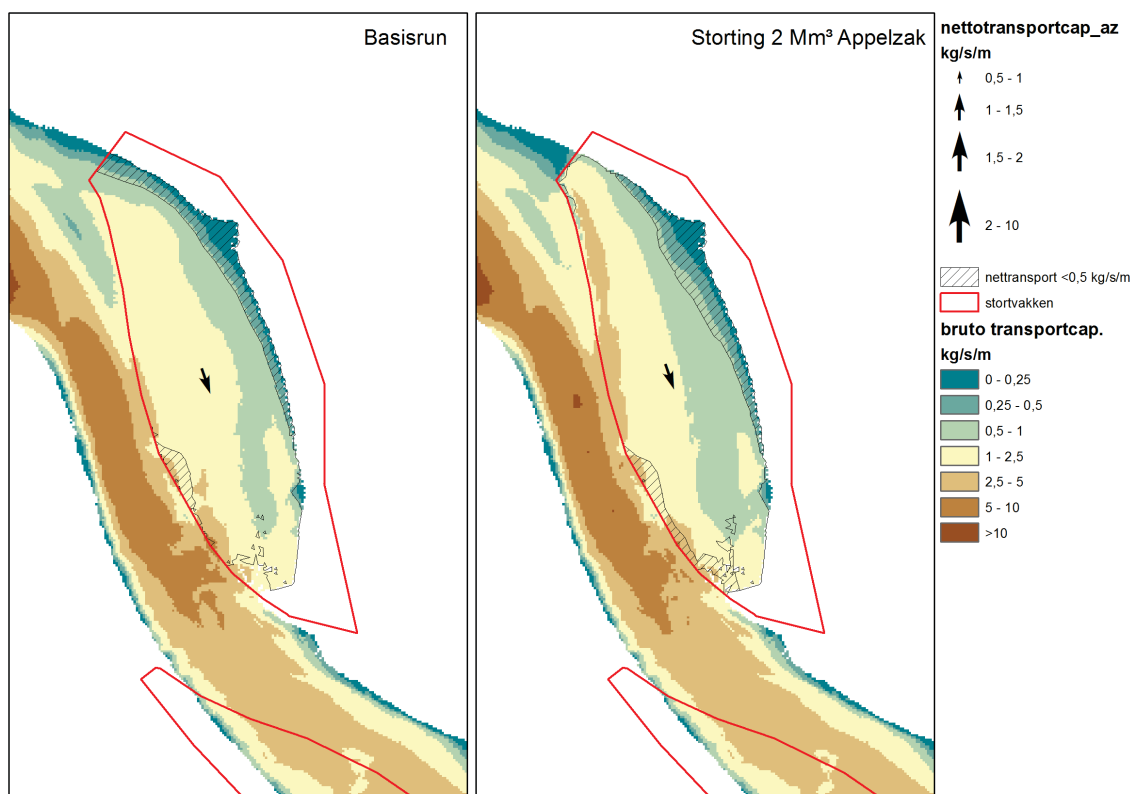 Basisrun
Storting 2 Mm³ Appelzak
nettotransportcap_az
kg/s/m
0,5 - 1
1 - 1,5
1,5 - 2
2 - 10
nettransport <0,5 kg/s/m
stortvakken
bruto transportcap.
kg/s/m
0 - 0,25
0,25 - 0,5
0,5 - 1
1 - 2,5
2,5 - 5
5 - 10
>10